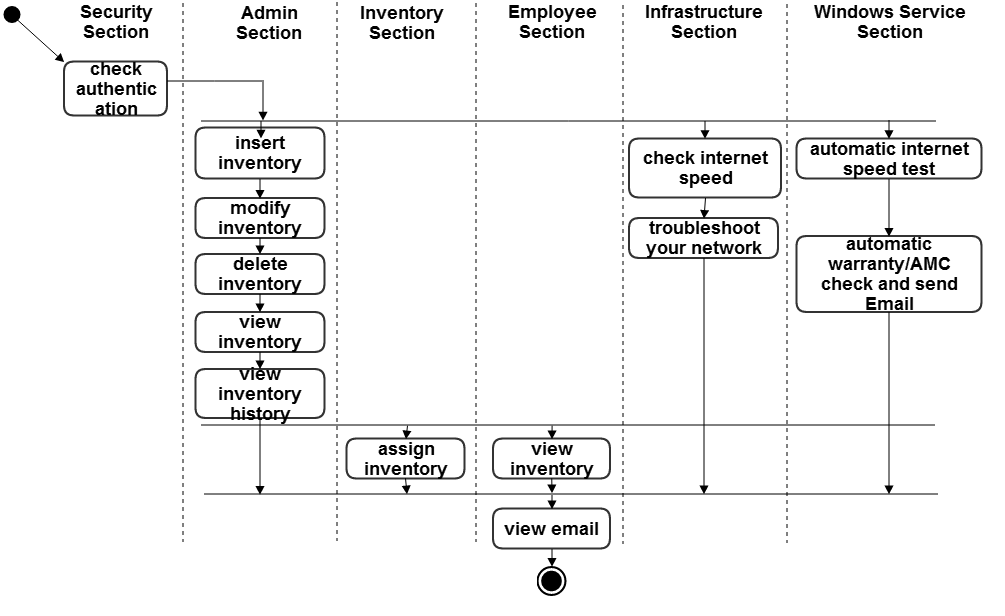 Security
Section
Admin
Section
Inventory
Section
Employee
Section
Infrastructure
Section
Windows Service
Section
check
authentic
ation
insert
inventory
modify
inventory
delete
inventory
view
inventory
view
inventory
history
assign
inventory
view
inventory
view email
check internet
speed
troubleshoot
your network
automatic internet
speed test
automatic
warranty/AMC
check and send
Email